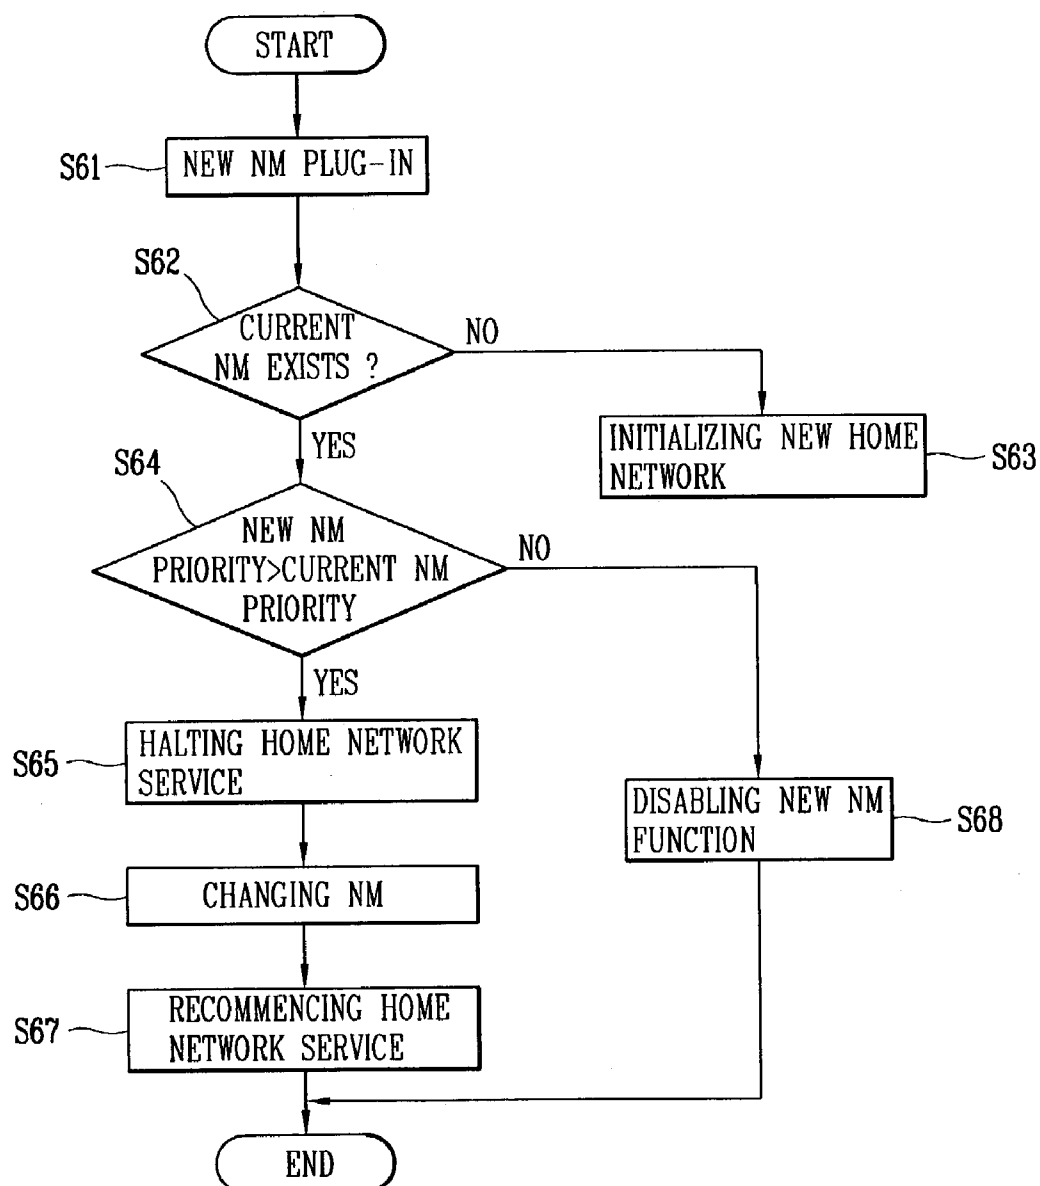 START
S61
NEW NM PLUG-IN
S62
CURRENT
NM EXISTS ?
NO
YES
INITIALIZING NEW HOME
NETWORK
S63
S64
NEW NM
PRIORITY>CURRENT NM
PRIORITY
NO
YES
S65
HALTING HOME NETWORK
SERVICE
DISABLING NEW NM
FUNCTION
S68
S66
CHANGING NM
S67
RECOMMENCING HOME
NETWORK SERVICE
END